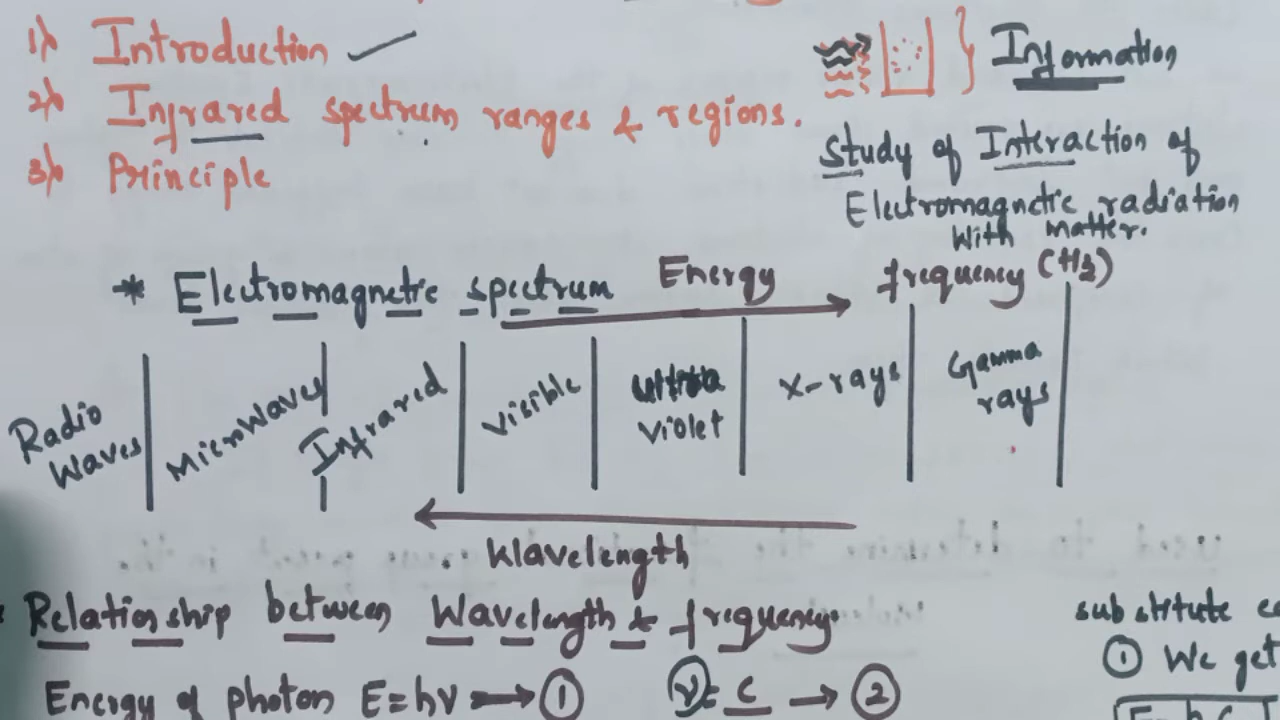 1) Introduction
2) Infrared spectrum ranges & regions.
3) Principle
Information
Study of Interaction of
Electromagnetic radiation
With matter.
* Electromagnetic spectrum
Energy
frequency (Hz)
Radio
Waves
MicroWaves
Infrared
Visible
ultra
violet
X-rays
Gamma
rays
Wavelength
Relationship between Wavelength & frequency.
Energy of photon E=hν → ① ν= c → ②
substitute
① We get